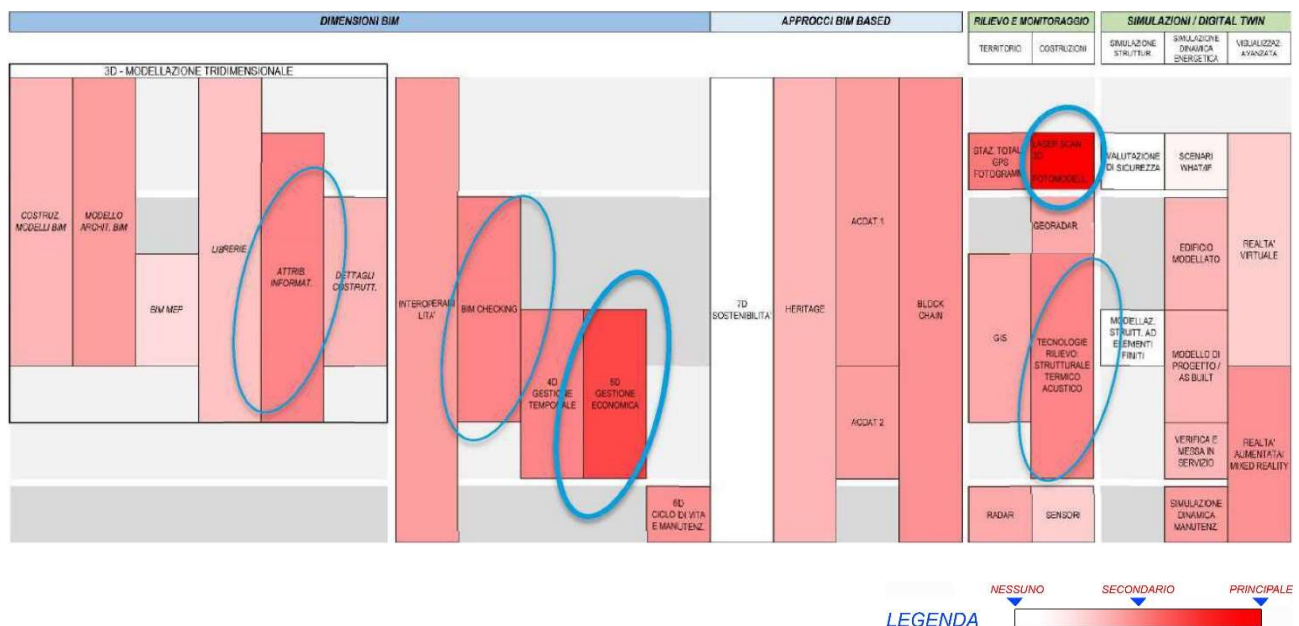 DIMENSIONI BIM
APPROCCI BIM BASED
RILIEVO E MONITORAGGIO
SIMULAZIONI / DIGITAL TWIN
TERRITORIO
COSTRUZIONI
SIMULAZIONE
STRUTTUR.
SIMULAZIONE
DINAMICA
ENERGETICA
VISUALIZZAZ.
AVANZATA
3D - MODELLAZIONE TRIDIMENSIONALE
COSTRUZ.
MODELLI BIM
MODELLO
ARCHIT. BIM
BIM MEP
LIBRERIE
ATTRIB.
INFORMAT.
DETTAGLI
COSTRUTT.
INTEROPERABI
LITA'
BIM CHECKING
4D
GESTIONE
TEMPORALE
5D
GESTIONE
ECONOMICA
6D
CICLO DI VITA
E MANUTENZ.
7D
SOSTENIBILITA'
HERITAGE
ACDAT 1
ACDAT 2
BLOCK
CHAIN
STAZ. TOTAL
GPS
FOTOGRAMM
LASER SCAN
3D
FOTOMODELL.
GEORADAR
GIS
TECNOLOGIE
RILIEVO
STRUTTURALE
TERMICO
ACUSTICO
RADAR
SENSORI
VALUTAZIONE
DI SICUREZZA
MODELLAZ.
STRUTT. AD
ELEMENTI
FINITI
SCENARI
WHAT/IF
EDIFICIO
MODELLATO
MODELLO DI
PROGETTO /
AS BUILT
VERIFICA E
MESSA IN
SERVIZIO
SIMULAZIONE
DINAMICA
MANUTENZ.
REALTA'
VIRTUALE
REALTA'
AUMENTATA/
MIXED REALITY
LEGENDA
NESSUNO
SECONDARIO
PRINCIPALE